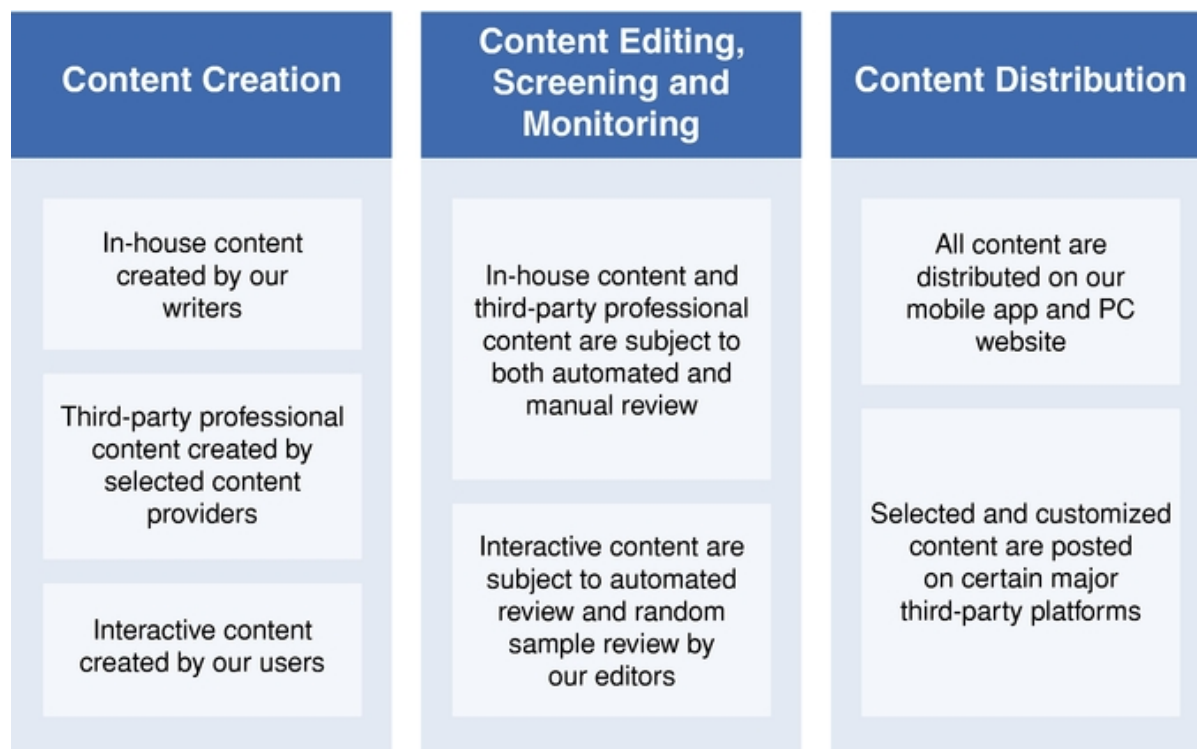 Content Creation
In-house content
created by our
writers
Third-party professional
content created by
selected content
providers
Interactive content
created by our users
Content Editing,
Screening and
Monitoring
In-house content and
third-party professional
content are subject to
both automated and
manual review
Interactive content are
subject to automated
review and random
sample review by
our editors
Content Distribution
All content are
distributed on our
mobile app and PC
website
Selected and customized
content are posted
on certain major
third-party platforms